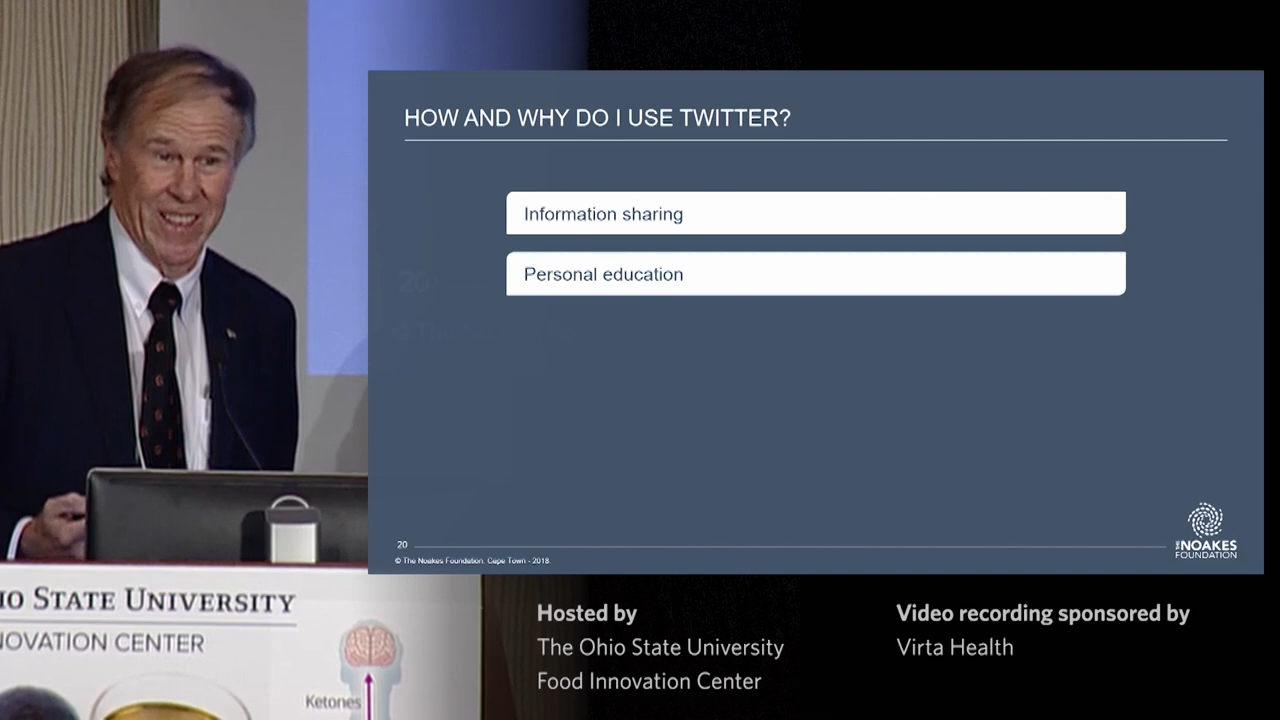 HOW AND WHY DO I USE TWITTER?
Information sharing
Personal education
20
© The Noakes Foundation. Cape Town - 2018.
THE NOAKES
FOUNDATION
IO STATE UNIVERSITY
NOVATION CENTER
Ketones
Hosted by
The Ohio State University
Food Innovation Center
Video recording sponsored by
Virta Health